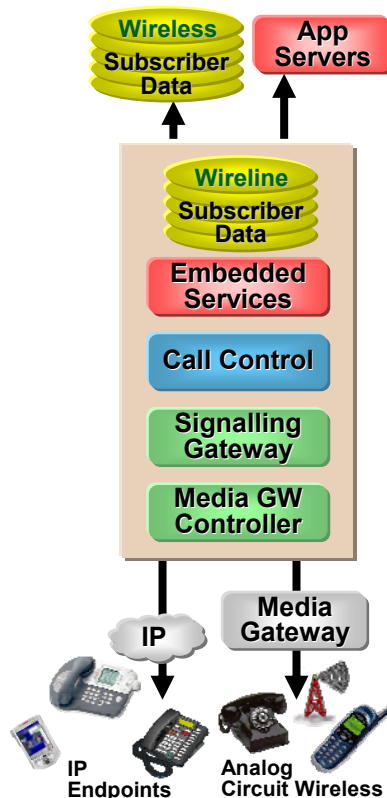 Wireless
Subscriber
Data
App
Servers
Wireline
Subscriber
Data
Embedded
Services
Call Control
Signalling
Gateway
Media GW
Controller
IP
Media
Gateway
IP
Endpoints
Analog
Circuit Wireless